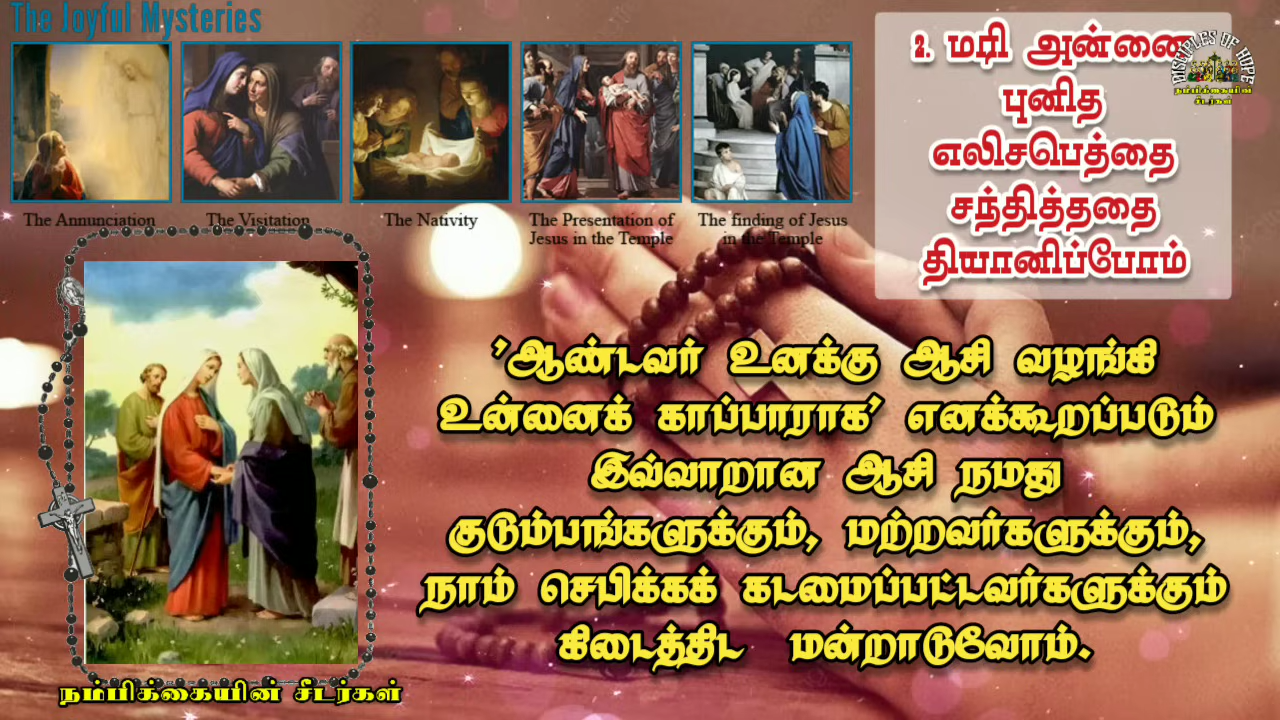 The Joyful Mysteries
The Annunciation
The Visitation
The Nativity
The Presentation of
Jesus in the Temple
The finding of Jesus
in the Temple
2. மரி அன்னை
புனித
எலிசபெத்தை
சந்தித்ததை
தியானிப்போம்
DISCIPLES OF HOPE
நம்பிக்கையின்
சீடர்கள்
'ஆண்டவர் உனக்கு ஆசி வழங்கி
உன்னைக் காப்பாராக' எனக்கூறப்படும்
இவ்வாறான ஆசி நமது
குடும்பங்களுக்கும், மற்றவர்களுக்கும்,
நாம் செபிக்கக் கடமைப்பட்டவர்களுக்கும்
கிடைத்திட மன்றாடுவோம்.
நம்பிக்கையின் சீடர்கள்